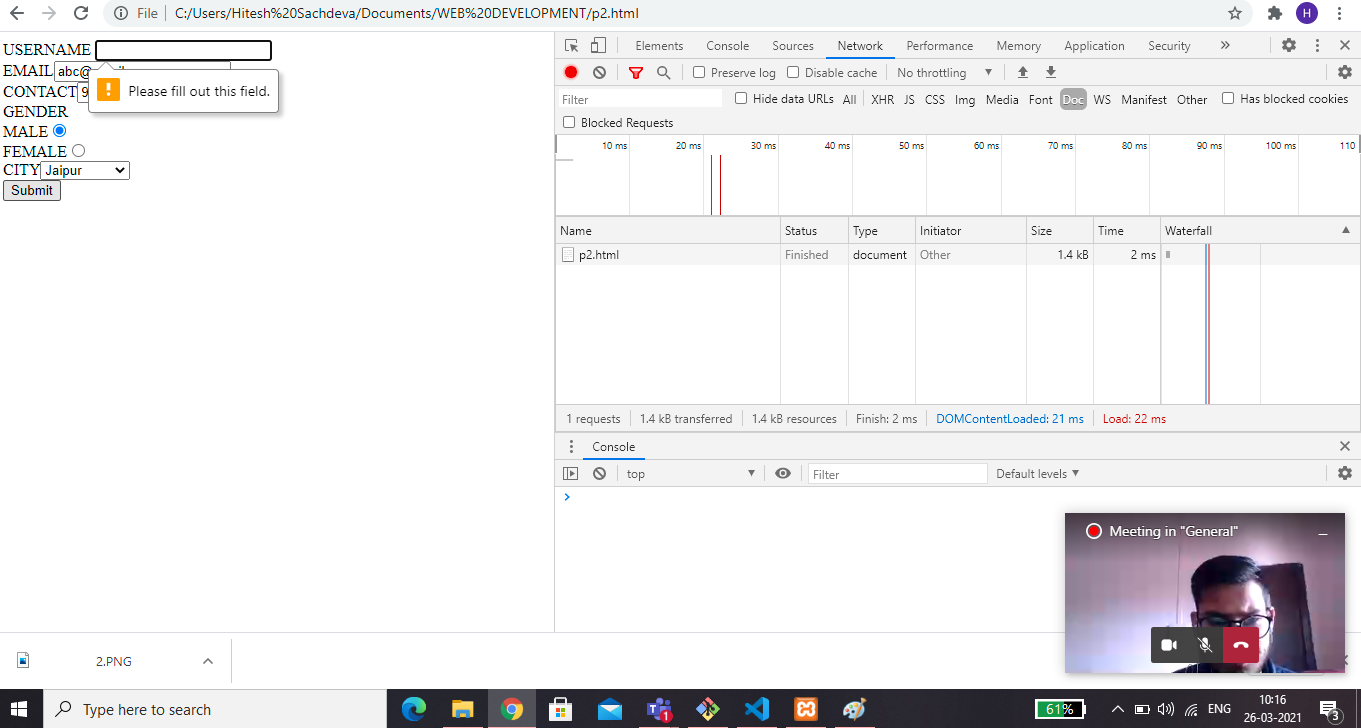 File C:/Users/Hitesh%20Sachdeva/Documents/WEB%20DEVELOPMENT/p2.html H
USERNAME
EMAIL abc@
CONTACT 9
Please fill out this field.
GENDER
MALE
FEMALE
CITY Jaipur
Submit
Elements Console Sources Network Performance Memory Application Security »
Preserve log Disable cache No throttling
Filter Hide data URLs All XHR JS CSS Img Media Font Doc WS Manifest Other Has blocked cookies
Blocked Requests
10 ms 20 ms 30 ms 40 ms 50 ms 60 ms 70 ms 80 ms 90 ms 100 ms 110
Name Status Type Initiator Size Time Waterfall
p2.html Finished document Other 1.4 kB 2 ms
1 requests 1.4 kB transferred 1.4 kB resources Finish: 2 ms DOMContentLoaded: 21 ms Load: 22 ms
Console
top Filter Default levels
Meeting in "General"
2.PNG
Type here to search
1
61%
ENG
10:16
26-03-2021
3